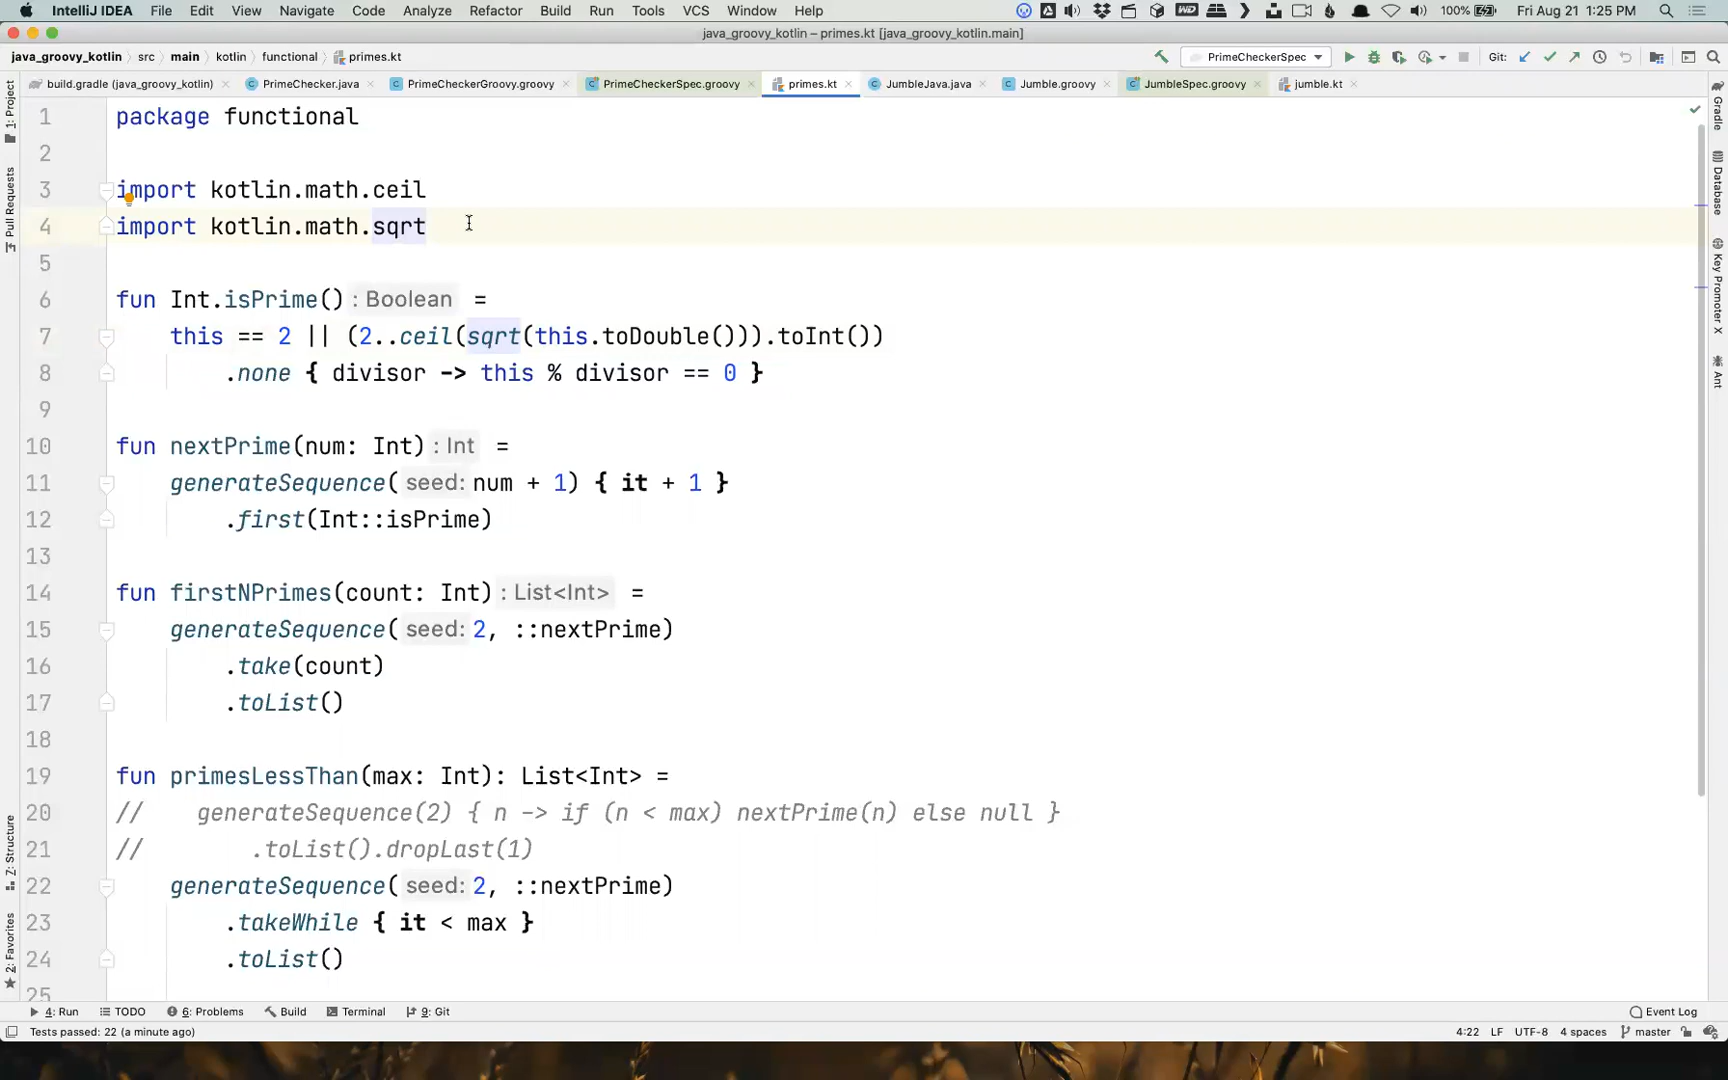 IntelliJ IDEA File Edit View Navigate Code Analyze Refactor Build Run Tools VCS Window Help 100% Fri Aug 21 1:25 PM
java_groovy_kotlin – primes.kt [java_groovy_kotlin.main]
java_groovy_kotlin src main kotlin functional primes.kt PrimeCheckerSpec Git:
build.gradle (java_groovy_kotlin) PrimeChecker.java PrimeCheckerGroovy.groovy PrimeCheckerSpec.groovy primes.kt JumbleJava.java Jumble.groovy JumbleSpec.groovy jumble.kt
1: Project
Pull Requests
Z: Structure
2: Favorites
1 package functional
2
3 import kotlin.math.ceil
4 import kotlin.math.sqrt
5
6 fun Int.isPrime() : Boolean =
7 this == 2 || (2..ceil(sqrt(this.toDouble())).toInt())
8 .none { divisor -> this % divisor == 0 }
9
10 fun nextPrime(num: Int) : Int =
11 generateSequence( seed: num + 1) { it + 1 }
12 .first(Int::isPrime)
13
14 fun firstNPrimes(count: Int) : List<Int> =
15 generateSequence( seed: 2, ::nextPrime)
16 .take(count)
17 .toList()
18
19 fun primesLessThan(max: Int): List<Int> =
20 // generateSequence(2) { n -> if (n < max) nextPrime(n) else null }
21 // .toList().dropLast(1)
22 generateSequence( seed: 2, ::nextPrime)
23 .takeWhile { it < max }
24 .toList()
25
Gradle
Database
Key Promoter X
Ant
4: Run TODO 6: Problems Build Terminal 9: Git Event Log
Tests passed: 22 (a minute ago) 4:22 LF UTF-8 4 spaces master